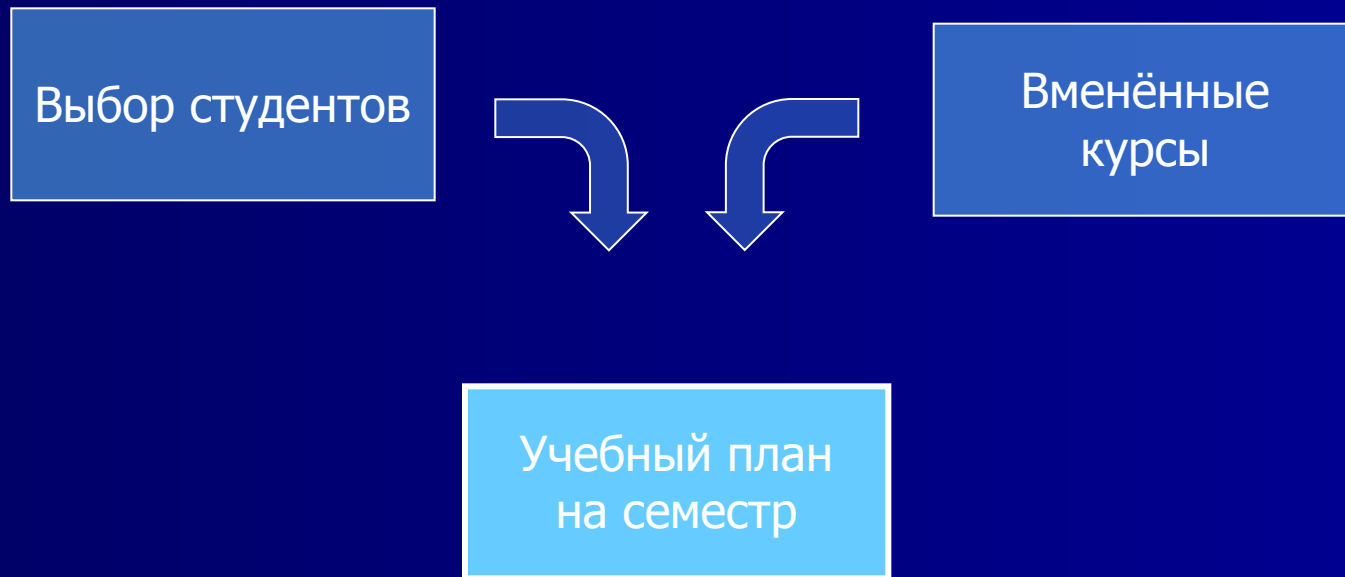 Выбор студентов
Вменённые
курсы
Учебный план
на семестр